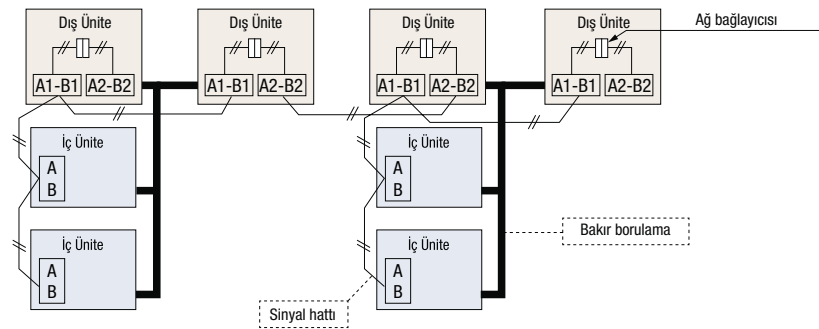 Dış Ünite
Dış Ünite
Dış Ünite
Dış Ünite
Ağ bağlayıcısı
A1-B1 A2-B2
A1-B1 A2-B2
A1-B1 A2-B2
A1-B1 A2-B2
İç Ünite
A
B
İç Ünite
A
B
İç Ünite
A
B
İç Ünite
A
B
Bakır borulama
Sinyal hattı